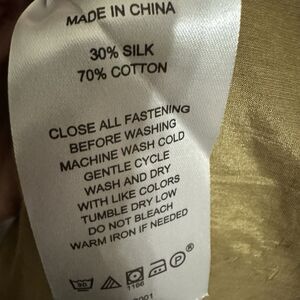 MADE IN CHINA
30% SILK
70% COTTON
CLOSE ALL FASTENING
BEFORE WASHING
MACHINE WASH COLD
GENTLE CYCLE
WASH AND DRY
WITH LIKE COLORS
TUMBLE DRY LOW
DO NOT BLEACH
WARM IRON IF NEEDED
P
1106